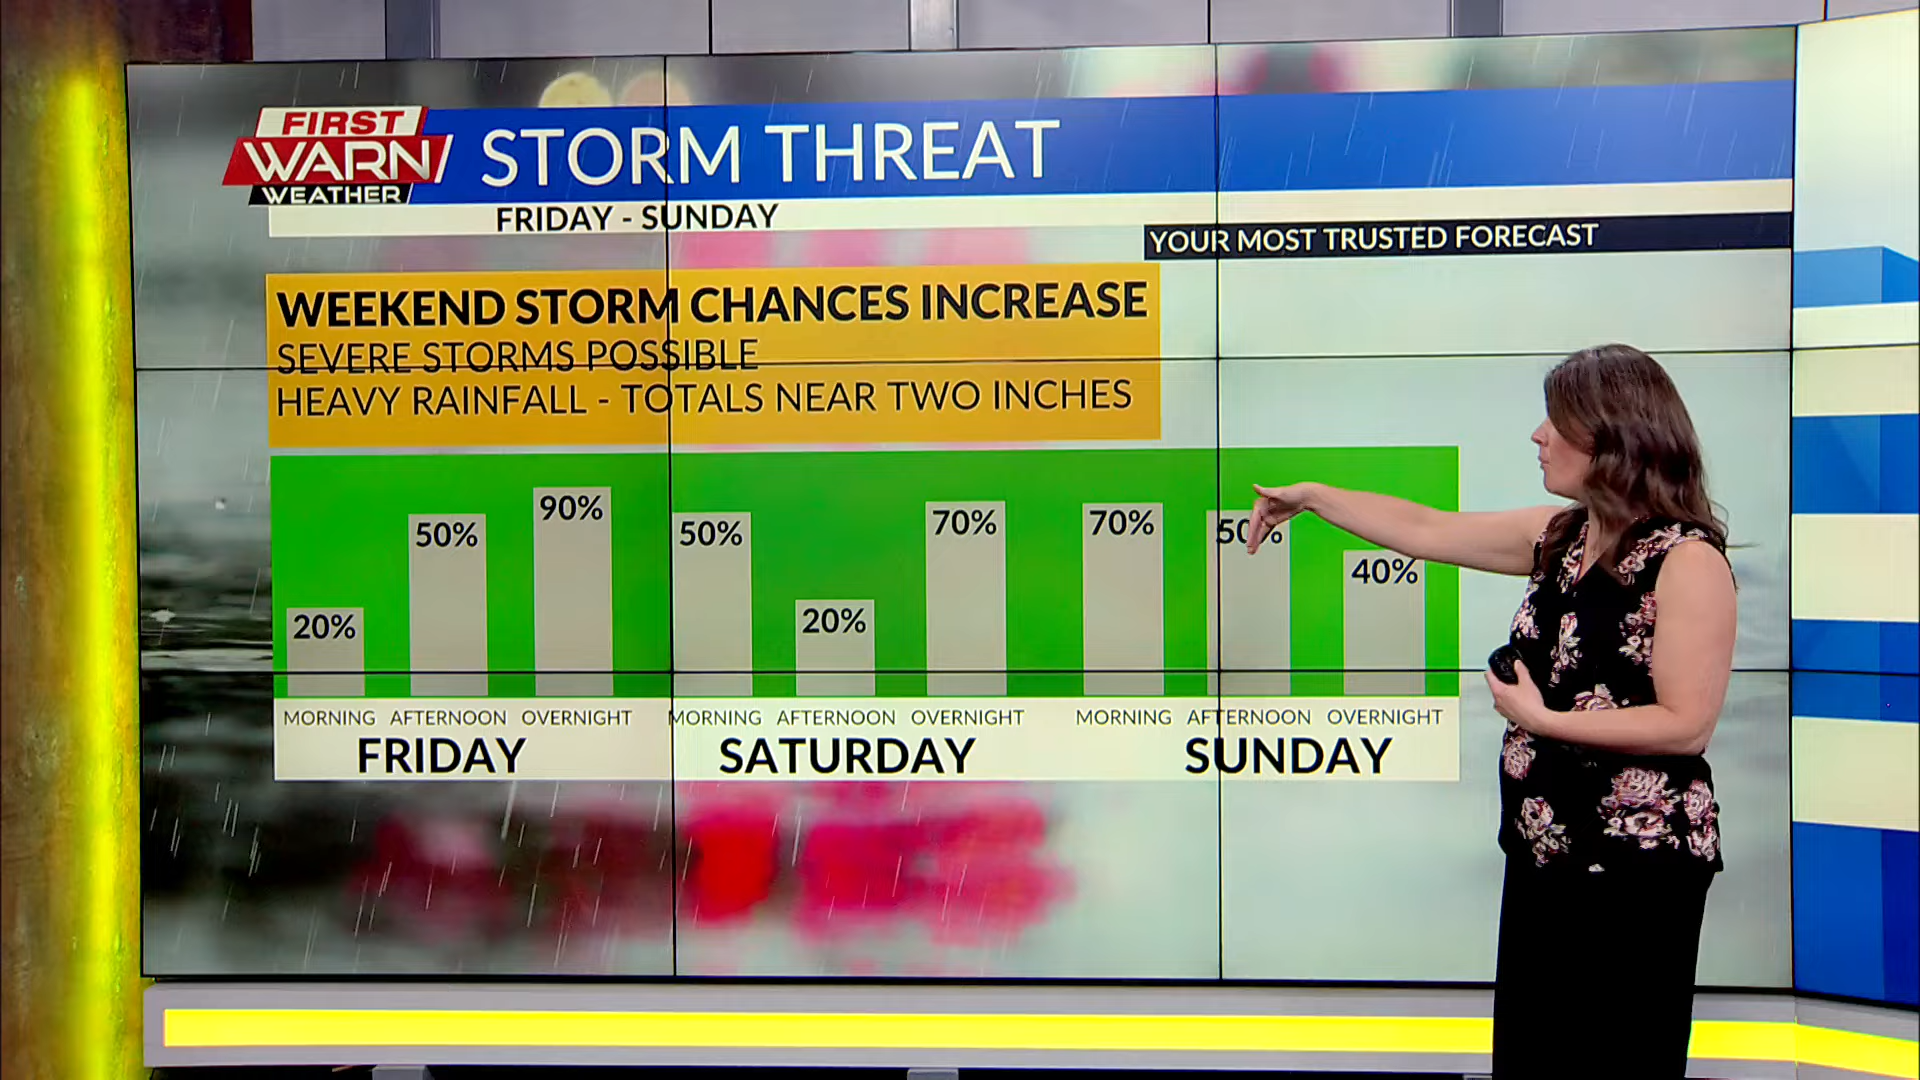 FIRST
WARN
WEATHER
STORM THREAT
FRIDAY - SUNDAY
YOUR MOST TRUSTED FORECAST
WEEKEND STORM CHANCES INCREASE
SEVERE STORMS POSSIBLE
HEAVY RAINFALL - TOTALS NEAR TWO INCHES
20% 50% 90% 50% 20% 70% 70% 50% 40%
MORNING AFTERNOON OVERNIGHT MORNING AFTERNOON OVERNIGHT MORNING AFTERNOON OVERNIGHT
FRIDAY SATURDAY SUNDAY